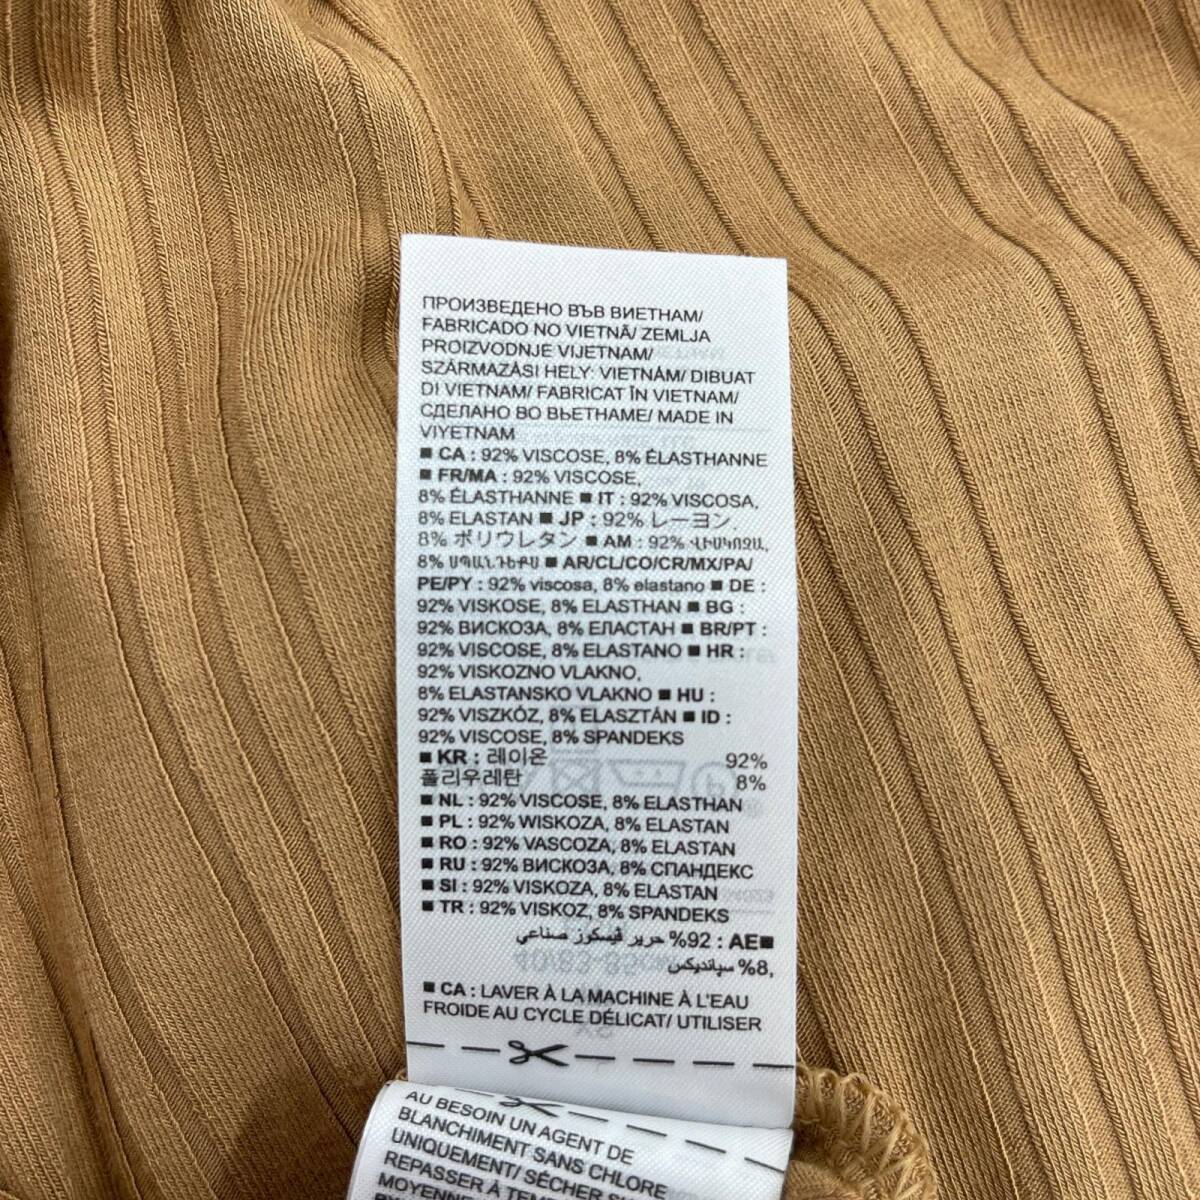 ПРОИЗВЕДЕНО ВЪВ ВИЕТНАМ/
FABRICADO NO VIETNÃ/ ZEMLJA
PROIZVODNJE VIJETNAM/
SZÁRMAZÁSI HELY: VIETNÁM/ DIBUAT
DI VIETNAM/ FABRICAT ÎN VIETNAM/
СДЕЛАНО ВО ВЬЕТНАМЕ/ MADE IN
VIYETNAM
■ CA : 92% VISCOSE, 8% ÉLASTHANNE
■ FR/MA : 92% VISCOSE,
8% ÉLASTHANNE ■ IT : 92% VISCOSA,
8% ELASTAN ■ JP : 92% レーヨン,
8% ポリウレタン ■ AM : 92% ՎԻՍԿՈԶԱ,
8% ՍՊԱՆԴԵՔՍ ■ AR/CL/CO/CR/MX/PA/
PE/PY : 92% viscosa, 8% elastano ■ DE :
92% VISKOSE, 8% ELASTHAN ■ BG :
92% ВИСКОЗА, 8% ЕЛАСТАН ■ BR/PT :
92% VISCOSE, 8% ELASTANO ■ HR :
92% VISKOZNO VLAKNO,
8% ELASTANSKO VLAKNO ■ HU :
92% VISZKÓZ, 8% ELASZTÁN ■ ID :
92% VISCOSE, 8% SPANDEKS
■ KR : 레이온 92%
폴리우레탄 8%
■ NL : 92% VISCOSE, 8% ELASTHAN
■ PL : 92% WISKOZA, 8% ELASTAN
■ RO : 92% VASCOZA, 8% ELASTAN
■ RU : 92% ВИСКОЗА, 8% СПАНДЕКС
■ SI : 92% VISKOZA, 8% ELASTAN
■ TR : 92% VISKOZ, 8% SPANDEKS
■AE : 92% حرير ڤيسكوز صناعي
,8% سپانديكس
■ CA : LAVER À LA MACHINE À L'EAU
FROIDE AU CYCLE DÉLICAT/ UTILISER
AU BESOIN UN AGENT DE
BLANCHIMENT SANS CHLORE
UNIQUEMENT/ SÉCHER
REPASSER À